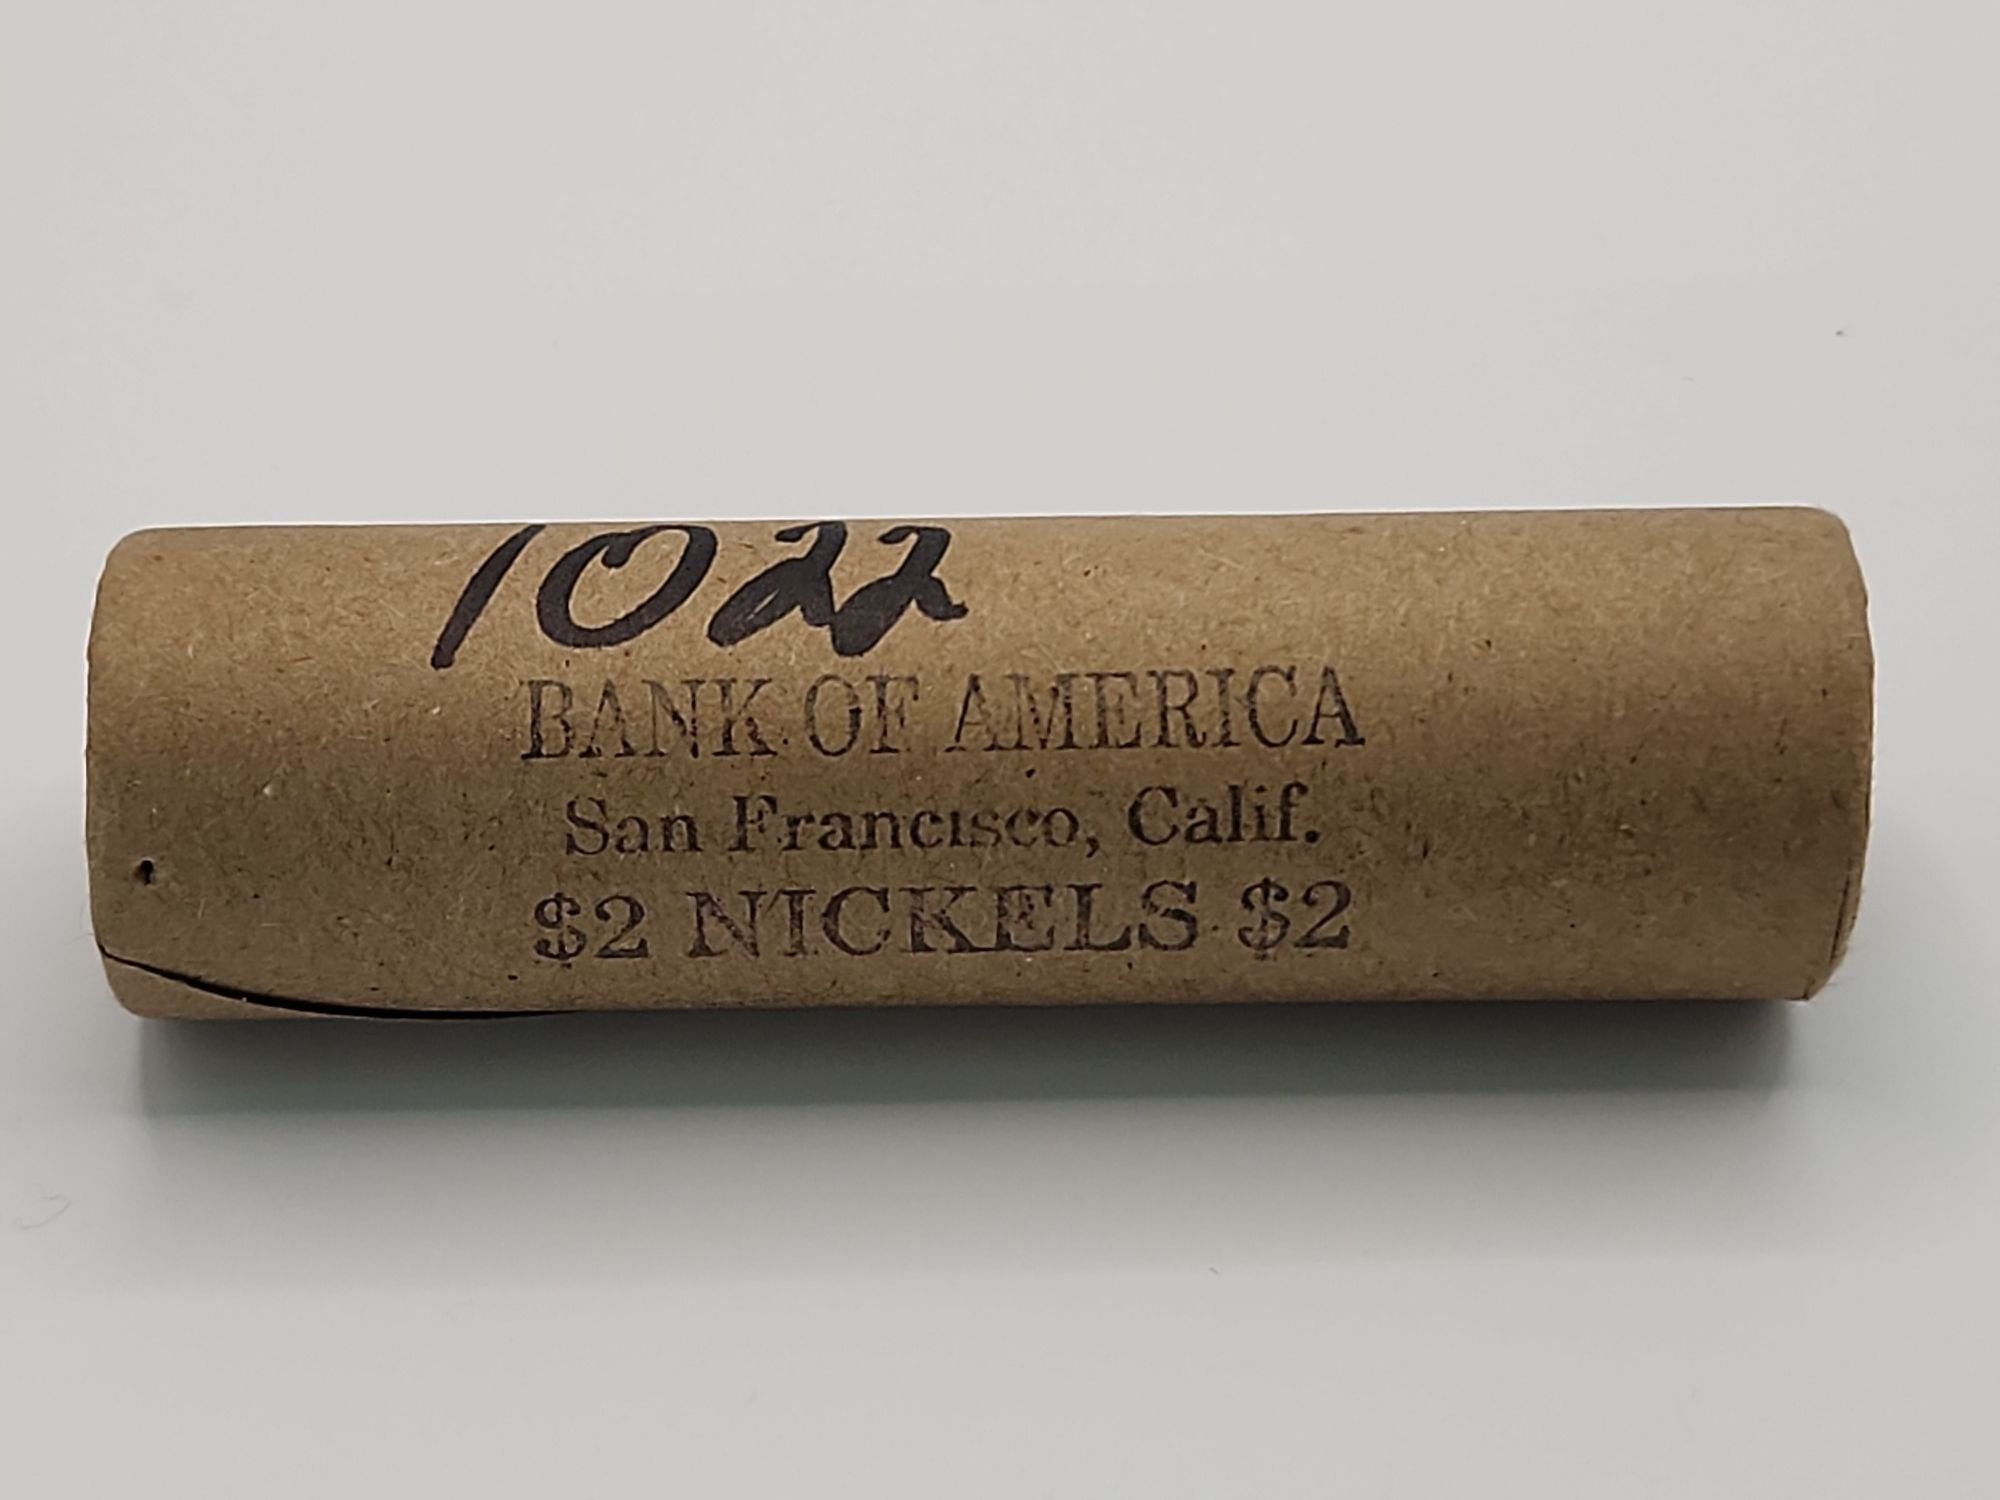 1022
BANK OF AMERICA
San Francisco, Calif.
$2 NICKELS $2